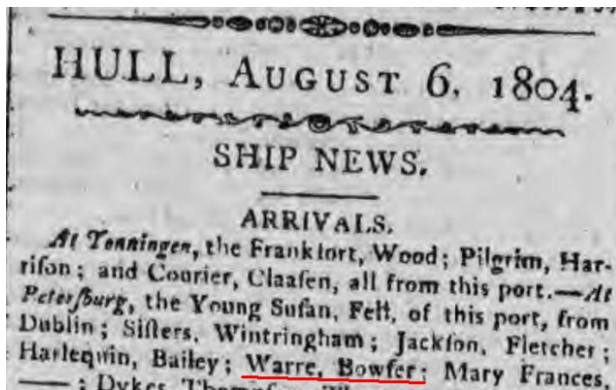 HULL, AUGUST 6, 1804.
SHIP NEWS.
ARRIVALS.
At Tonningen, the Frankfort, Wood; Pilgrim, Har-
riſon; and Courier, Claaſen, all from this port.—At
Peterſburg, the Young Suſan, Felt, of this port, from
Dublin; Siſters, Wintringham; Jackſon, Fletcher;
Harlequin, Bailey; Warre, Bowſer; Mary Frances,
——; Dykes,